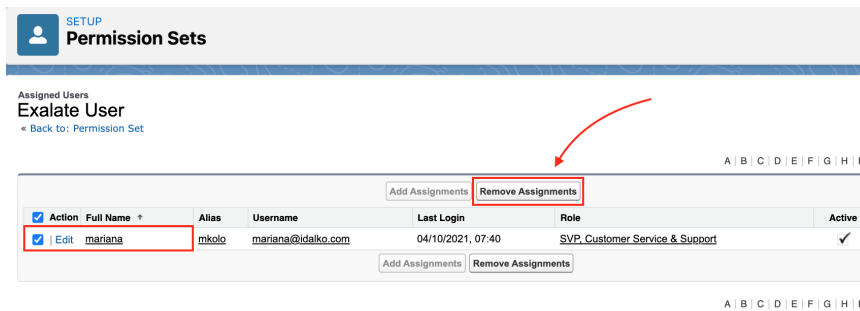 SETUP
Permission Sets
Assigned Users
Exalate User
« Back to: Permission Set
A | B | C | D | E | F | G | H |
Add Assignments Remove Assignments
Action Full Name ↑ Alias Username Last Login Role Active
| Edit mariana mkolo mariana@idalko.com 04/10/2021, 07:40 SVP, Customer Service & Support
Add Assignments Remove Assignments
A | B | C | D | E | F | G | H |